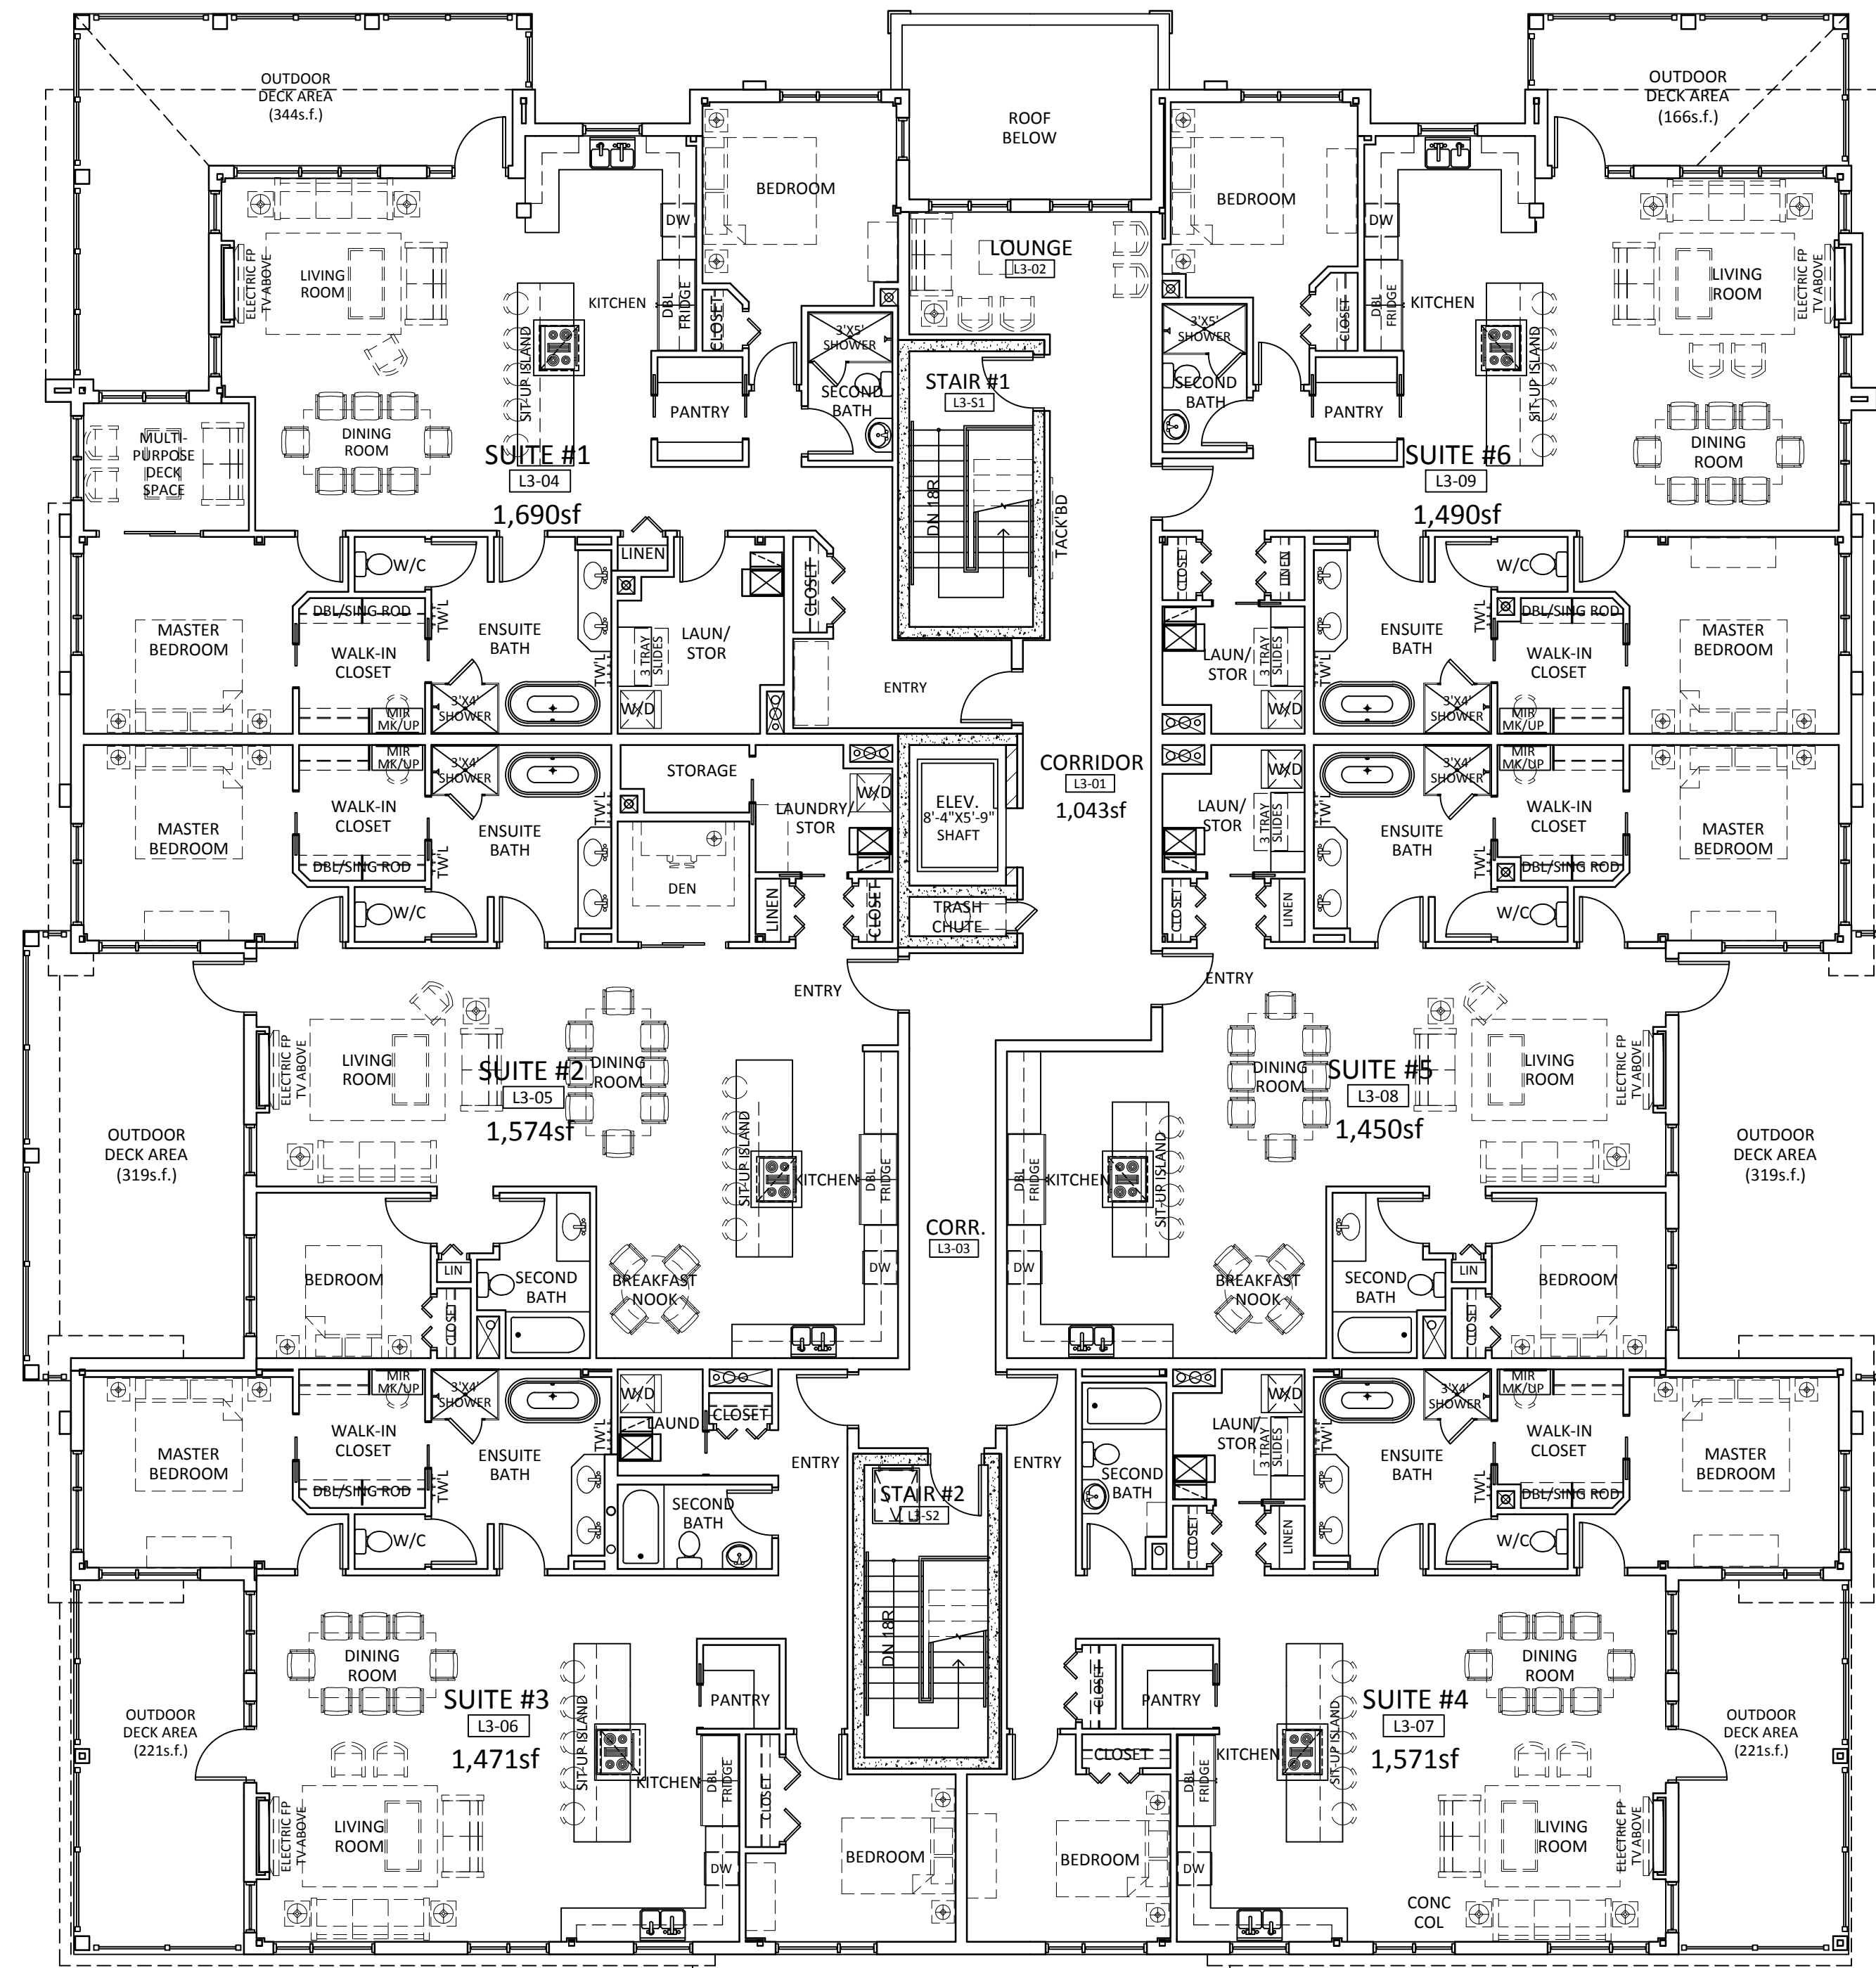 OUTDOOR
DECK AREA
(344s.f.)
ROOF
BELOW
OUTDOOR
DECK AREA
(166s.f.)
BEDROOM
DW
LIVING
ROOM
ELECTRIC FP
TV ABOVE
KITCHEN
DBL
FRIDGE
CLOSET
SIT-UP ISLAND
3'X5'
SHOWER
SECOND
BATH
PANTRY
DINING
ROOM
MULTI-
PURPOSE
DECK
SPACE
SUITE #1
L3-04
1,690sf
LOUNGE
L3-02
STAIR #1
L3-S1
DN 18R
TACK'BD
BEDROOM
DW
3'X5'
SHOWER
SECOND
BATH
CLOSET
DBL
FRIDGE
KITCHEN
PANTRY
SIT-UP ISLAND
LIVING
ROOM
ELECTRIC FP
TV ABOVE
DINING
ROOM
SUITE #6
L3-09
1,490sf
MASTER
BEDROOM
W/C
DBL/SING ROD
WALK-IN
CLOSET
MIR
MK/UP
TW'L
ENSUITE
BATH
3'X4'
SHOWER
TW'L
LINEN
LAUN/
STOR
3 TRAY
SLIDES
W/D
CLOSET
ENTRY
CLOSET
LINEN
LAUN/
STOR
3 TRAY
SLIDES
W/D
ENSUITE
BATH
TW'L
TW'L
3'X4'
SHOWER
W/C
DBL/SING ROD
WALK-IN
CLOSET
MIR
MK/UP
MASTER
BEDROOM
MASTER
BEDROOM
MIR
MK/UP
WALK-IN
CLOSET
DBL/SING ROD
W/C
3'X4'
SHOWER
ENSUITE
BATH
TW'L
TW'L
STORAGE
DEN
LAUNDRY/
STOR
W/D
LINEN
CLOSET
ELEV.
8'-4"X5'-9"
SHAFT
TRASH
CHUTE
CORRIDOR
L3-01
1,043sf
LAUN/
STOR
3 TRAY
SLIDES
W/D
CLOSET
LINEN
TW'L
ENSUITE
BATH
3'X4'
SHOWER
TW'L
MIR
MK/UP
WALK-IN
CLOSET
DBL/SING ROD
W/C
MASTER
BEDROOM
ENTRY
LIVING
ROOM
ELECTRIC FP
TV ABOVE
SUITE #2
L3-05
1,574sf
DINING
ROOM
SIT-UP ISLAND
KITCHEN
DBL
FRIDGE
DW
OUTDOOR
DECK AREA
(319s.f.)
BEDROOM
LIN
CLOSET
SECOND
BATH
BREAKFAST
NOOK
CORR.
L3-03
ENTRY
DINING
ROOM
SUITE #5
L3-08
1,450sf
LIVING
ROOM
ELECTRIC FP
TV ABOVE
DBL
FRIDGE
KITCHEN
SIT-UP ISLAND
DW
BREAKFAST
NOOK
SECOND
BATH
LIN
CLOSET
BEDROOM
OUTDOOR
DECK AREA
(319s.f.)
MASTER
BEDROOM
MIR
MK/UP
WALK-IN
CLOSET
DBL/SING ROD
W/C
3'X4'
SHOWER
ENSUITE
BATH
TW'L
TW'L
W/D
LAUND
CLOSET
ENTRY
SECOND
BATH
STAIR #2
L3-S2
DN 18R
ENTRY
SECOND
BATH
LAUN/
STOR
3 TRAY
SLIDES
W/D
CLOSET
LINEN
TW'L
ENSUITE
BATH
3'X4'
SHOWER
TW'L
MIR
MK/UP
WALK-IN
CLOSET
DBL/SING ROD
W/C
MASTER
BEDROOM
DINING
ROOM
SUITE #3
L3-06
1,471sf
SIT-UP ISLAND
PANTRY
KITCHEN
DBL
FRIDGE
CLOSET
DW
OUTDOOR
DECK AREA
(221s.f.)
ELECTRIC FP
TV ABOVE
LIVING
ROOM
BEDROOM
CLOSET
PANTRY
CLOSET
BEDROOM
DBL
FRIDGE
KITCHEN
DW
SIT-UP ISLAND
SUITE #4
L3-07
1,571sf
DINING
ROOM
LIVING
ROOM
ELECTRIC FP
TV ABOVE
CONC
COL
OUTDOOR
DECK AREA
(221s.f.)